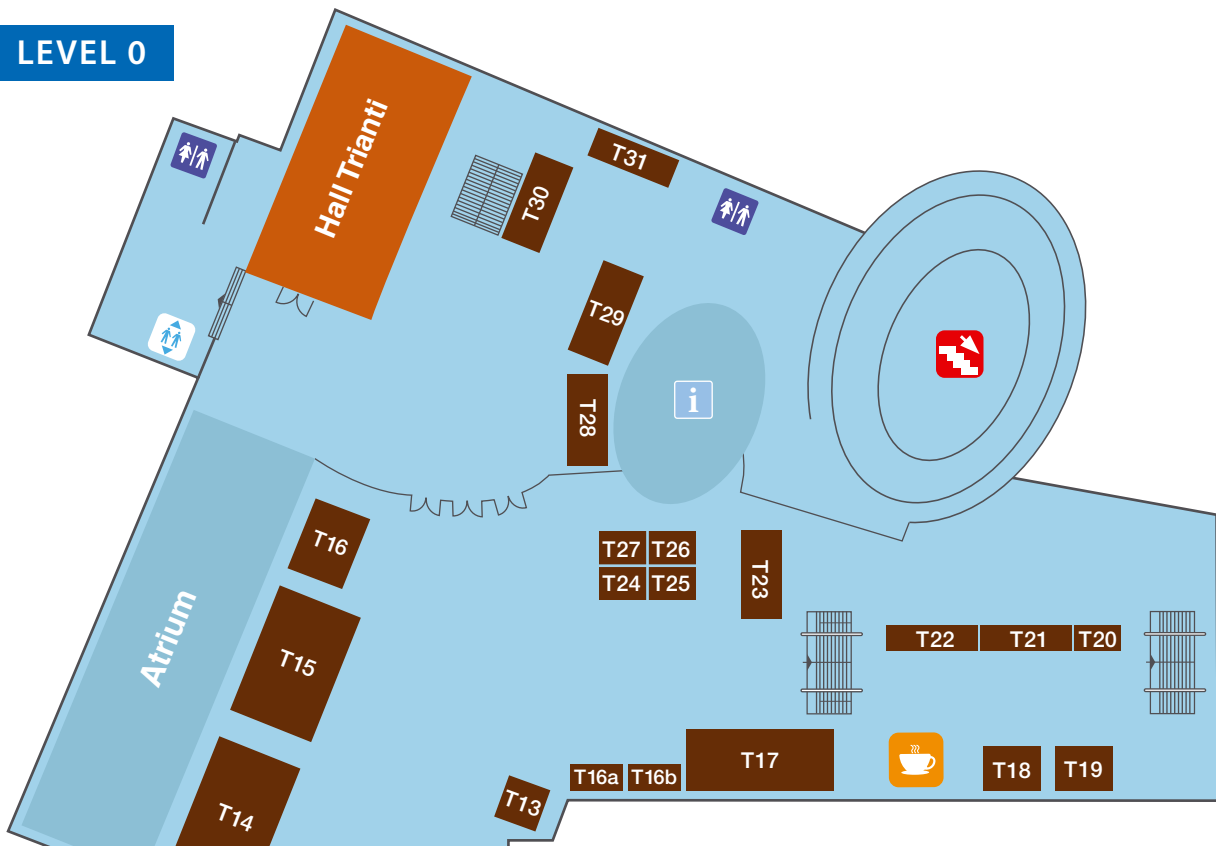 LEVEL 0
Hall Trianti
T31
T30
T29
i
T28
T16
T27 T26
T24 T25
T23
T22 T21 T20
Atrium
T15
T17
T18 T19
T16a T16b
T13
T14